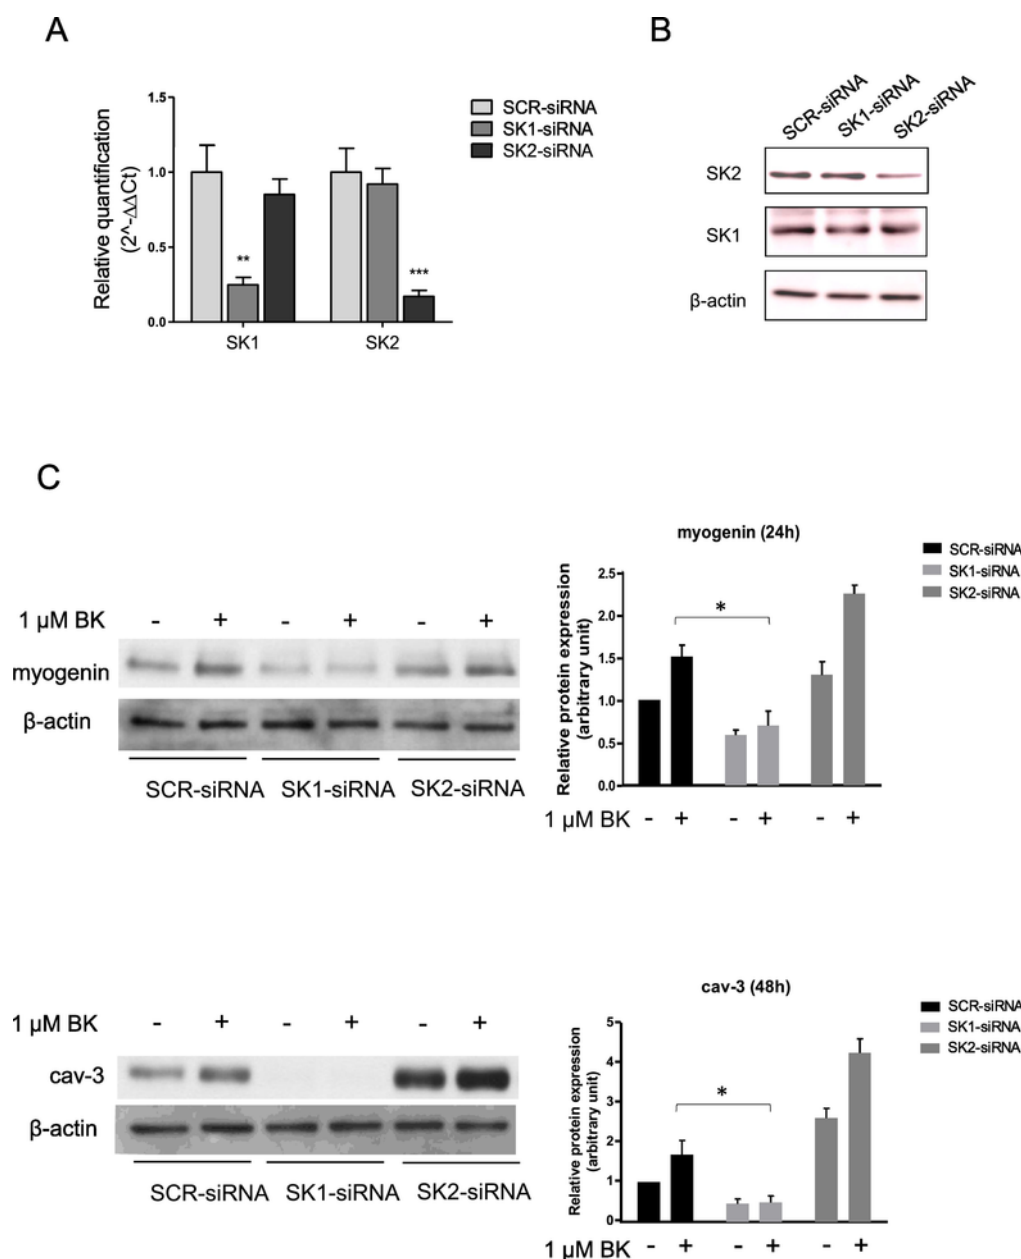 A
Relative quantification
(2^-ΔΔCt)
1.5
1.0
0.5
0.0
**
***
SK1
SK2
SCR-siRNA
SK1-siRNA
SK2-siRNA
B
SCR-siRNA
SK1-siRNA
SK2-siRNA
SK2
SK1
β-actin
C
1 µM BK - + - + - +
myogenin
β-actin
SCR-siRNA SK1-siRNA SK2-siRNA
myogenin (24h)
SCR-siRNA
SK1-siRNA
SK2-siRNA
Relative protein expression
(arbitrary unit)
2.5
2.0
1.5
1.0
0.5
0.0
*
1 µM BK - + - + - +
1 µM BK - + - + - +
cav-3
β-actin
SCR-siRNA SK1-siRNA SK2-siRNA
cav-3 (48h)
SCR-siRNA
SK1-siRNA
SK2-siRNA
Relative protein expression
(arbitrary unit)
5
4
3
2
1
0
*
1 µM BK - + - + - +